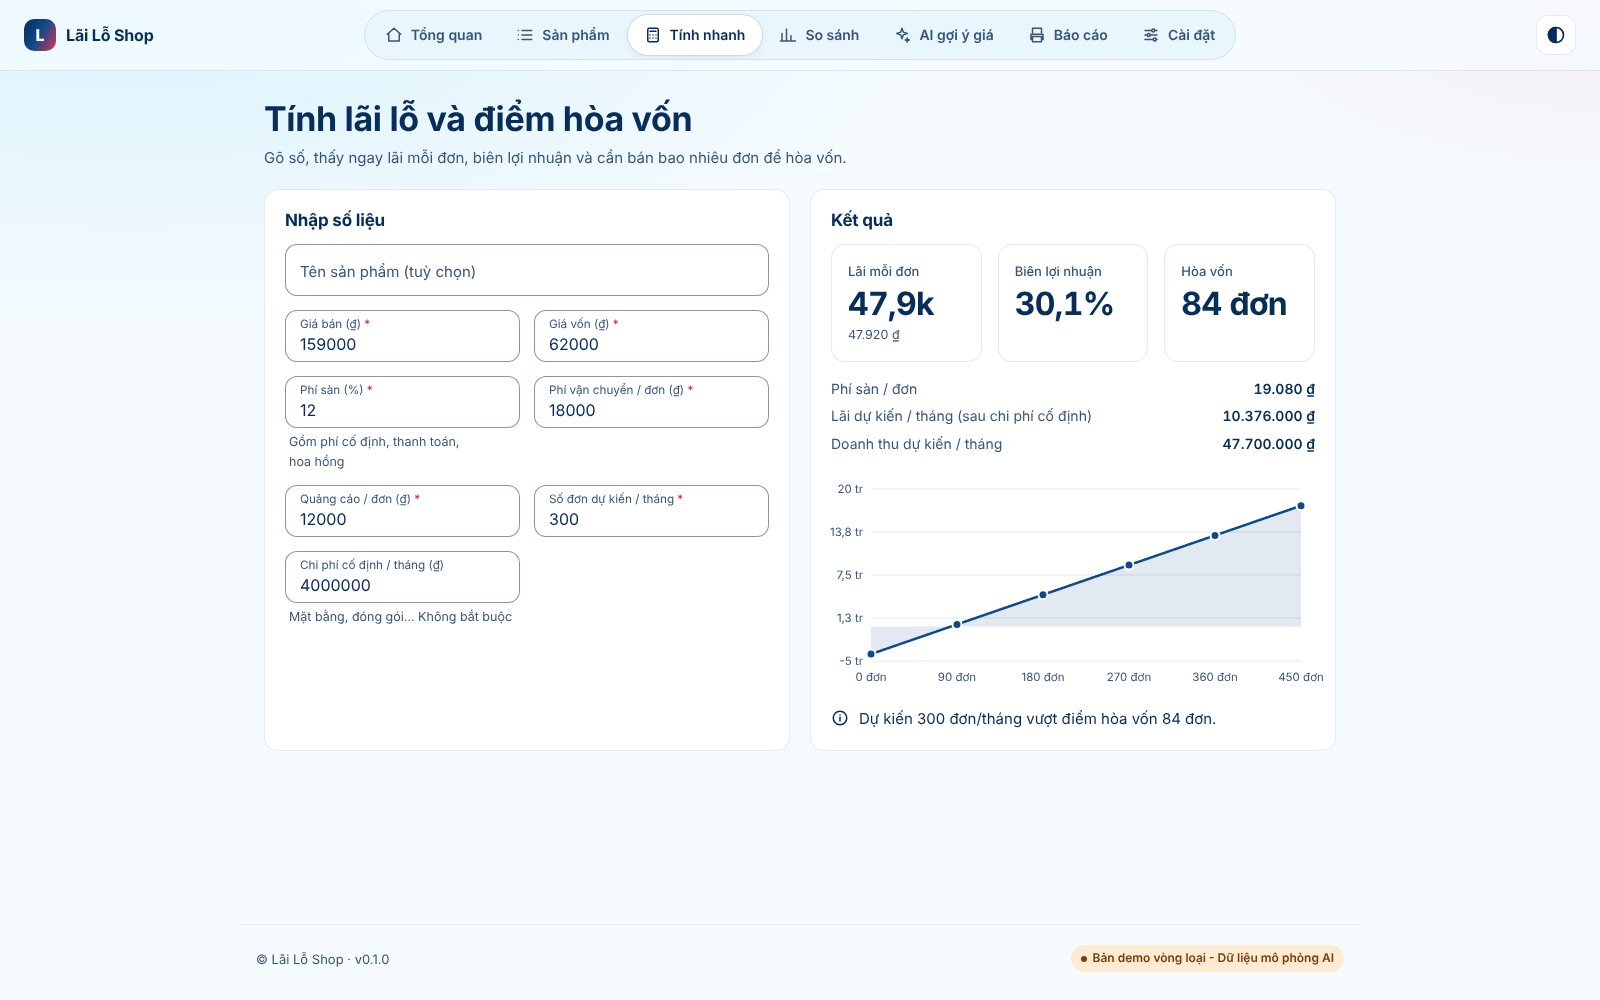 L Lãi Lỗ Shop
Tổng quan
Sản phẩm
Tính nhanh
So sánh
AI gợi ý giá
Báo cáo
Cài đặt
Tính lãi lỗ và điểm hòa vốn
Gõ số, thấy ngay lãi mỗi đơn, biên lợi nhuận và cần bán bao nhiêu đơn để hòa vốn.
Nhập số liệu
Tên sản phẩm (tuỳ chọn)
Giá bán (₫) *
159000
Giá vốn (₫) *
62000
Phí sàn (%) *
12
Phí vận chuyển / đơn (₫) *
18000
Gồm phí cố định, thanh toán,
hoa hồng
Quảng cáo / đơn (₫) *
12000
Số đơn dự kiến / tháng *
300
Chi phí cố định / tháng (₫)
4000000
Mặt bằng, đóng gói... Không bắt buộc
Kết quả
Lãi mỗi đơn
47,9k
47.920 ₫
Biên lợi nhuận
30,1%
Hòa vốn
84 đơn
Phí sàn / đơn 19.080 ₫
Lãi dự kiến / tháng (sau chi phí cố định) 10.376.000 ₫
Doanh thu dự kiến / tháng 47.700.000 ₫
20 tr
13,8 tr
7,5 tr
1,3 tr
-5 tr
0 đơn 90 đơn 180 đơn 270 đơn 360 đơn 450 đơn
Dự kiến 300 đơn/tháng vượt điểm hòa vốn 84 đơn.
© Lãi Lỗ Shop · v0.1.0
Bản demo vòng loại - Dữ liệu mô phỏng AI